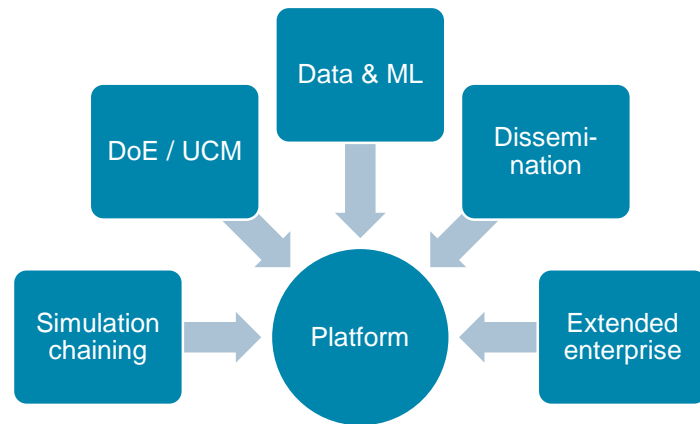 Data & ML
DoE / UCM
Dissemi-
nation
Simulation
chaining
Platform
Extended
enterprise